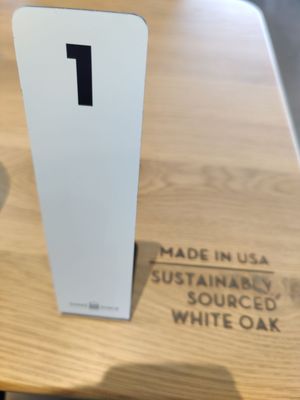 1
MADE IN USA
SUSTAINABLY
SOURCED
WHITE OAK